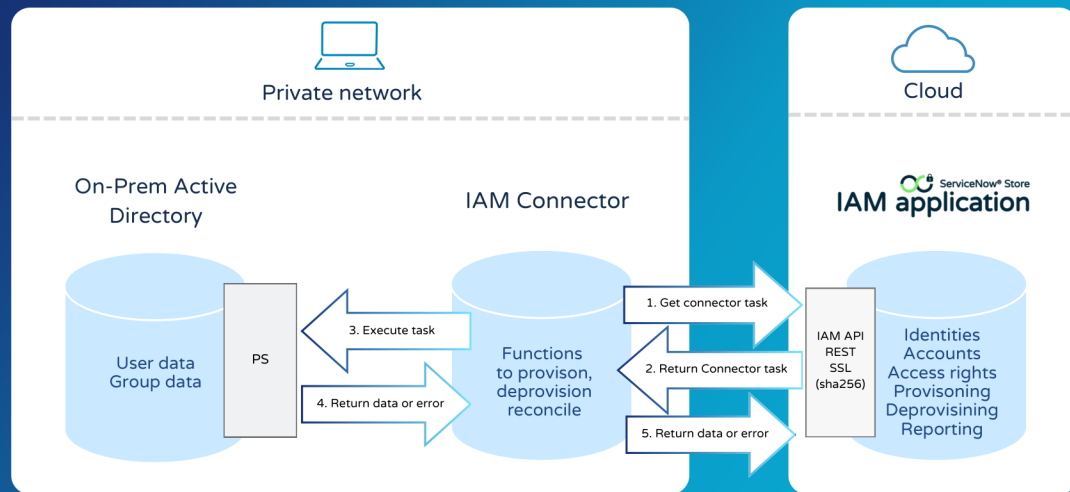 Private network
Cloud
On-Prem Active
Directory
IAM Connector
ServiceNow® Store
IAM application
User data
Group data
PS
3. Execute task
4. Return data or error
Functions
to provison,
deprovision
reconcile
1. Get connector task
2. Return Connector task
5. Return data or error
IAM API
REST
SSL
(sha256)
Identities
Accounts
Access rights
Provisoning
Deprovisining
Reporting